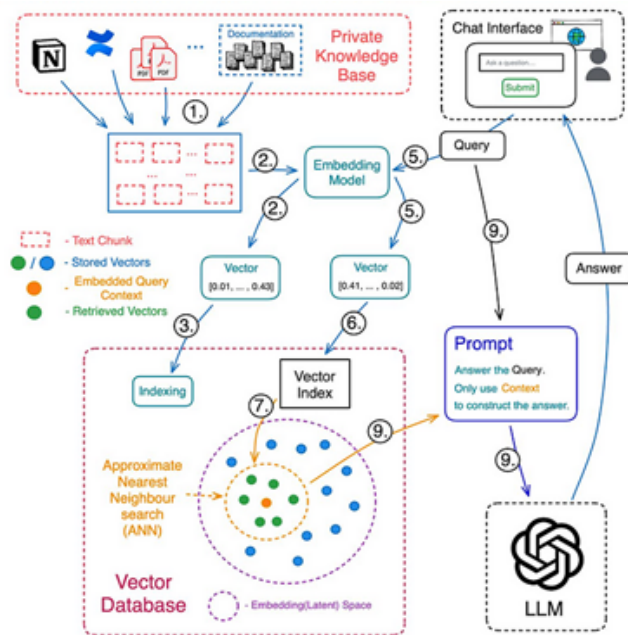 Private
Knowledge
Base
Documentation
...
N
PDF
PDF
PDF
1.
Chat Interface
Ask a question...
Submit
2.
Embedding
Model
5.
Query
...
... ...
...
2.
5.
9.
- Text Chunk
/ - Stored Vectors
- Embedded Query
Context
- Retrieved Vectors
Vector
[0.01, ... , 0.43]
Vector
[0.41, ... , 0.02]
Answer
3.
6.
Prompt
Answer the Query.
Only use Context
to construct the answer.
Indexing
Vector
Index
7.
9.
9.
Approximate
Nearest
Neighbour
search
(ANN)
Vector
Database
- Embedding(Latent) Space
LLM